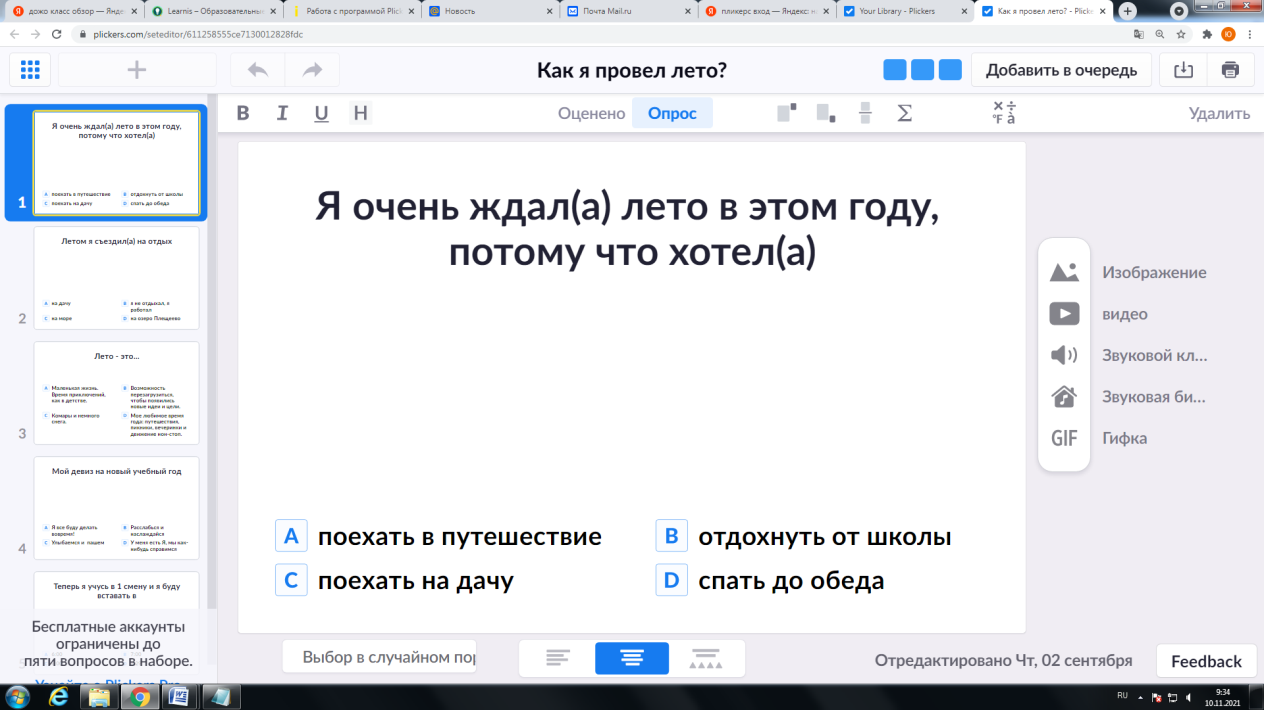 дожо класс обзор — Яндe
Learnis – Образовательны
Работа с программой Plick
Новость
Почта Mail.ru
пликерс вход — Яндекс: н
Your Library - Plickers
Как я провел лето? - Plick
plickers.com/seteditor/611258555ce7130012828fdc
Ю
Как я провел лето?
Добавить в очередь
B I U H
Оценено
Опрос
Σ
Удалить
1
Я очень ждал(а) лето в этом году,
потому что хотел(а)
A поехать в путешествие
B отдохнуть от школы
C поехать на дачу
D спать до обеда
2
Летом я съездил(а) на отдых
A на дачу
B я не отдыхал, я
работал
C на море
D на озеро Плещеево
3
Лето - это...
A Маленькая жизнь.
Время приключений,
как в детстве.
B Возможность
перезагрузиться,
чтобы появились
новые идеи и цели.
C Комары и немного
снега.
D Мое любимое время
года: путешествия,
пикники, вечеринки и
движение нон-стоп.
4
Мой девиз на новый учебный год
A Я все буду делать
вовремя!
B Расслабься и
наслаждайся
C Улыбаемся и машем
D У меня есть Я, мы как-
нибудь справимся
Теперь я учусь в 1 смену и я буду
вставать в
Бесплатные аккаунты
ограничены до
пяти вопросов в наборе.
Я очень ждал(а) лето в этом году,
потому что хотел(а)
A поехать в путешествие
B отдохнуть от школы
C поехать на дачу
D спать до обеда
Изображение
видео
Звуковой кл...
Звуковая би...
GIF Гифка
Выбор в случайном пор
Отредактировано Чт, 02 сентября
Feedback
RU
9:34
10.11.2021